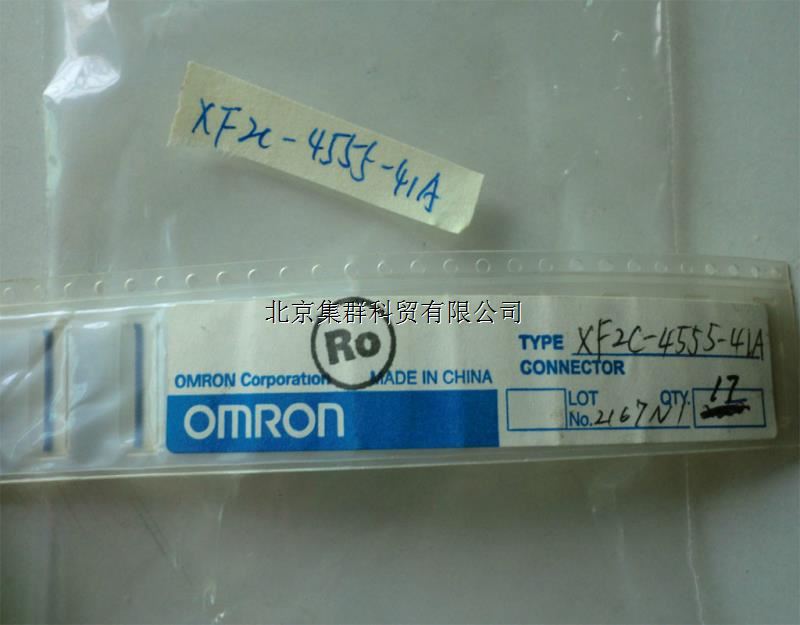 XF2C-4555-41A
北京集群科贸有限公司
Ro
TYPE XF2C-4555-41A
CONNECTOR
OMRON Corporation MADE IN CHINA
OMRON
LOT No. 2167N1
QTY. 17